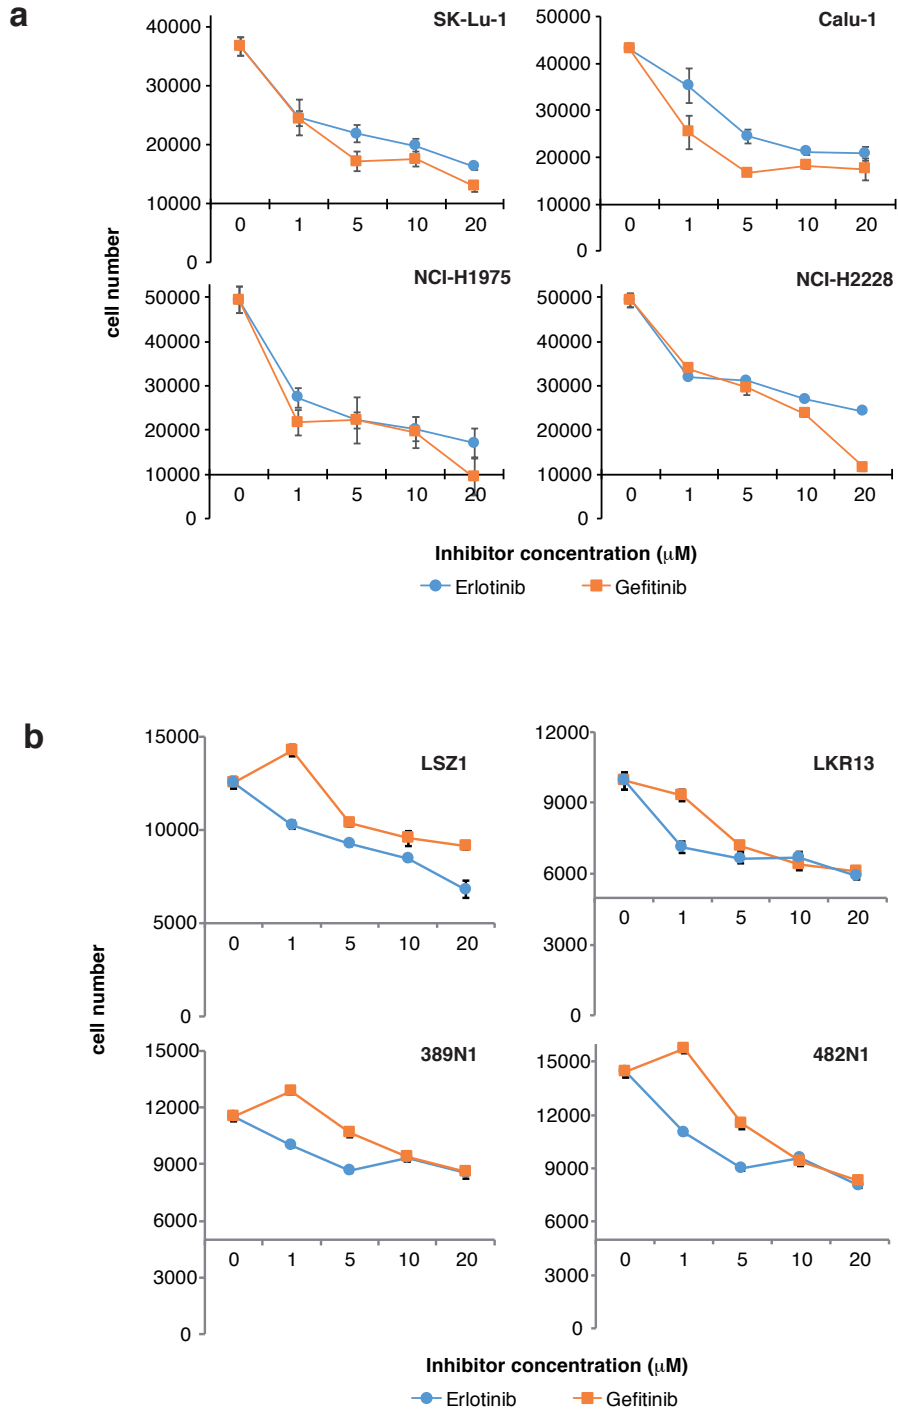 a
SK-Lu-1
40000
30000
20000
10000
0
0 1 5 10 20
Calu-1
50000
40000
30000
20000
10000
0
0 1 5 10 20
cell number
NCI-H1975
50000
40000
30000
20000
10000
0
0 1 5 10 20
NCI-H2228
50000
40000
30000
20000
10000
0
0 1 5 10 20
Inhibitor concentration (μM)
Erlotinib Gefitinib
b
LSZ1
15000
10000
5000
0
0 1 5 10 20
LKR13
12000
9000
6000
3000
0
0 1 5 10 20
cell number
389N1
15000
12000
9000
6000
3000
0
0 1 5 10 20
482N1
15000
12000
9000
6000
3000
0
0 1 5 10 20
Inhibitor concentration (μM)
Erlotinib Gefitinib